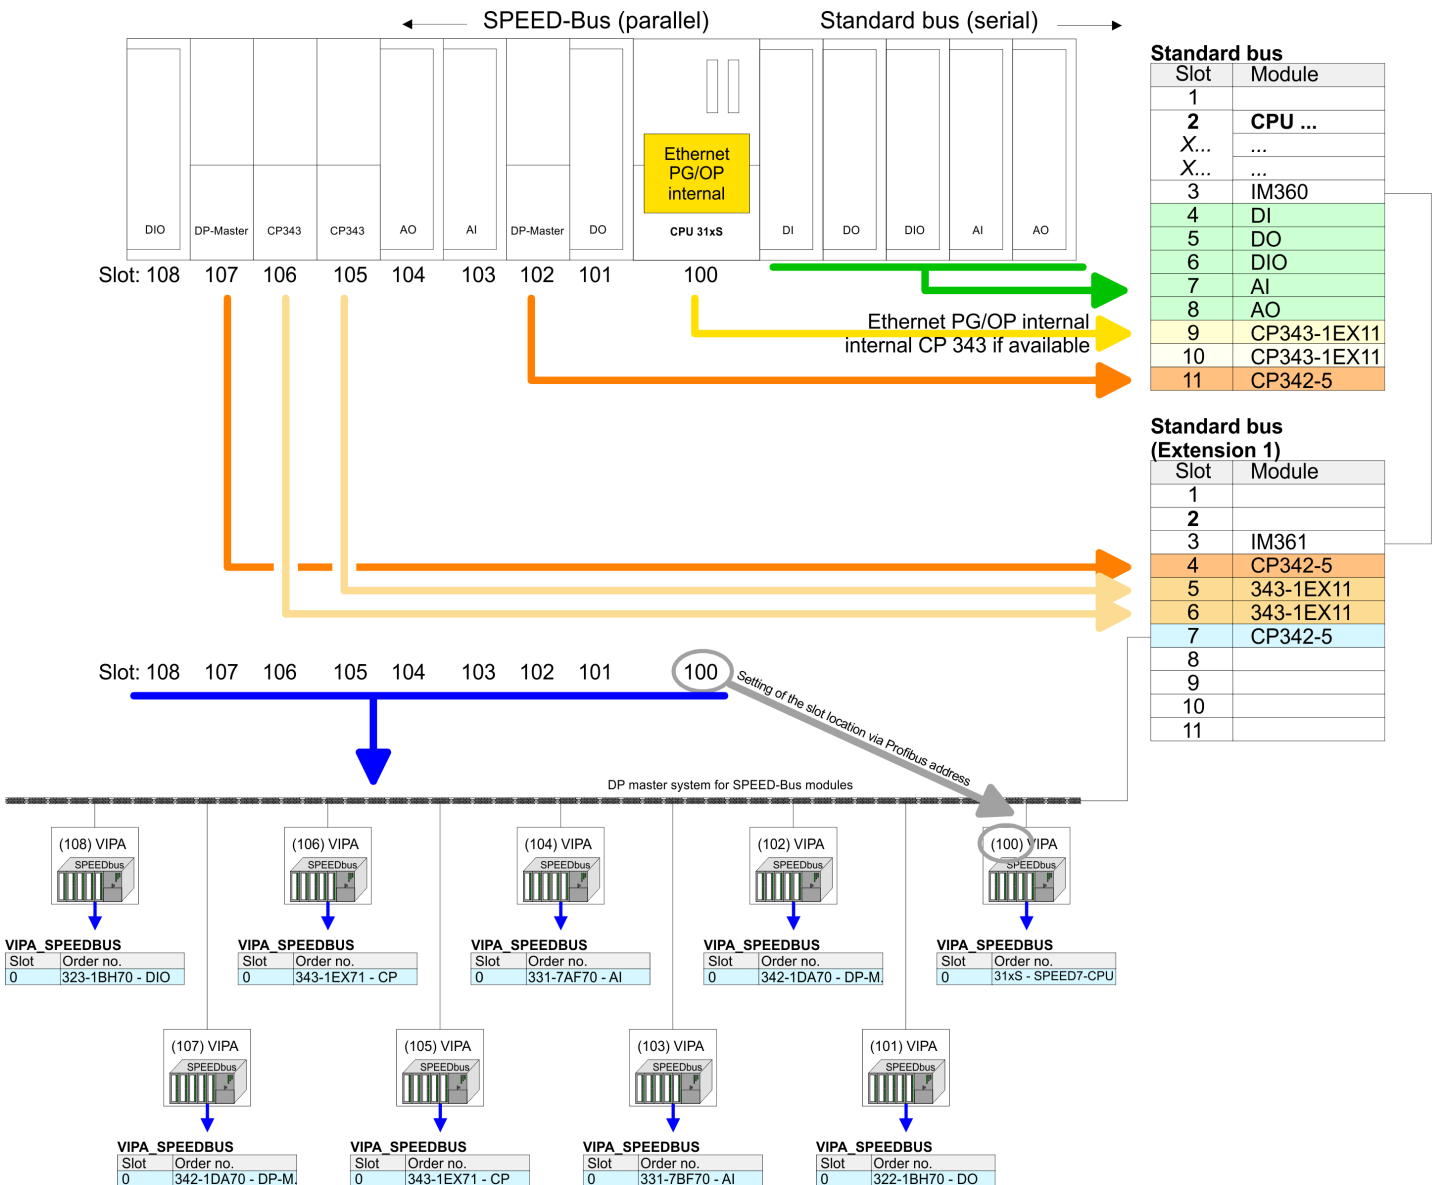 SPEED-Bus (parallel)
Standard bus (serial)
DIO
DP-Master
CP343
CP343
AO
AI
DP-Master
DO
Ethernet
PG/OP
internal
CPU 31xS
DI
DO
DIO
AI
AO
Slot: 108 107 106 105 104 103 102 101 100
Ethernet PG/OP internal
internal CP 343 if available
Standard bus
Slot Module
1
2 CPU ...
X... ...
X... ...
3 IM360
4 DI
5 DO
6 DIO
7 AI
8 AO
9 CP343-1EX11
10 CP343-1EX11
11 CP342-5
Standard bus
(Extension 1)
Slot Module
1
2
3 IM361
4 CP342-5
5 343-1EX11
6 343-1EX11
7 CP342-5
8
9
10
11
Slot: 108 107 106 105 104 103 102 101 100
Setting of the slot location via Profibus address
DP master system for SPEED-Bus modules
(108) VIPA
SPEEDbus
VIPA_SPEEDBUS
Slot Order no.
0 323-1BH70 - DIO
(106) VIPA
SPEEDbus
VIPA_SPEEDBUS
Slot Order no.
0 343-1EX71 - CP
(104) VIPA
SPEEDbus
VIPA_SPEEDBUS
Slot Order no.
0 331-7AF70 - AI
(102) VIPA
SPEEDbus
VIPA_SPEEDBUS
Slot Order no.
0 342-1DA70 - DP-M.
(100) VIPA
SPEEDbus
VIPA_SPEEDBUS
Slot Order no.
0 31xS - SPEED7-CPU
(107) VIPA
SPEEDbus
VIPA_SPEEDBUS
Slot Order no.
0 342-1DA70 - DP-M.
(105) VIPA
SPEEDbus
VIPA_SPEEDBUS
Slot Order no.
0 343-1EX71 - CP
(103) VIPA
SPEEDbus
VIPA_SPEEDBUS
Slot Order no.
0 331-7BF70 - AI
(101) VIPA
SPEEDbus
VIPA_SPEEDBUS
Slot Order no.
0 322-1BH70 - DO